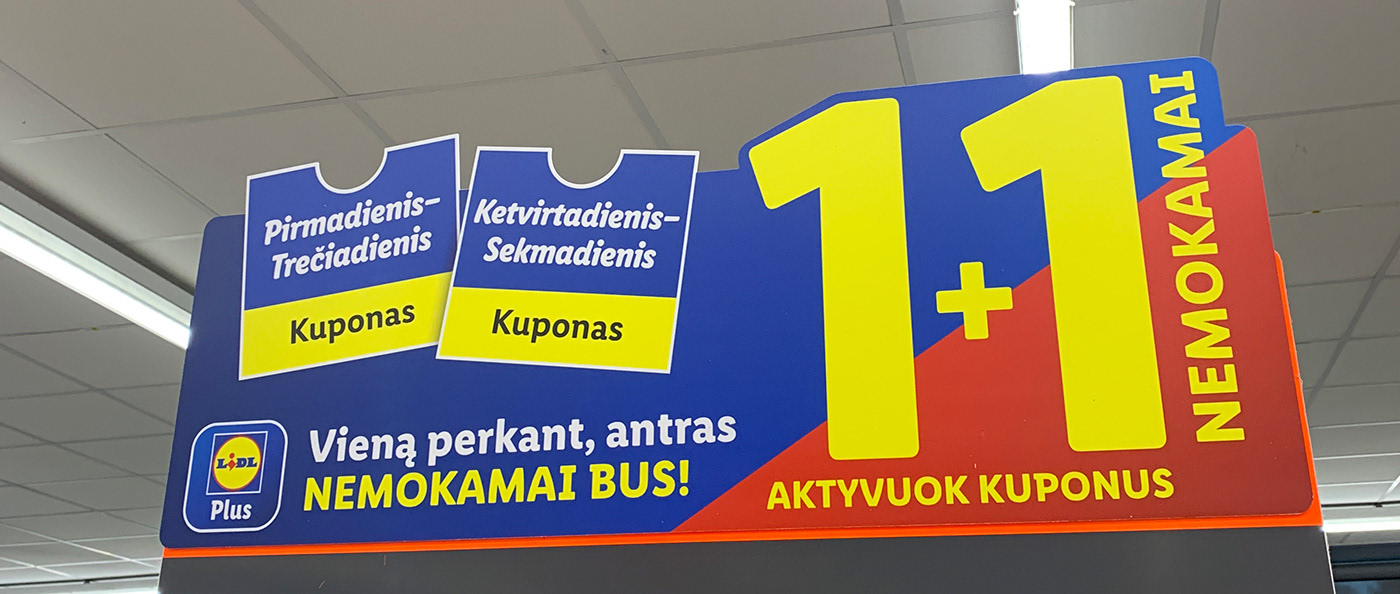 Pirmadienis–
Trečiadienis
Kuponas
Ketvirtadienis–
Sekmadienis
Kuponas
1+1
NEMOKAMAI
LIDL
Plus
Vieną perkant, antras
NEMOKAMAI BUS!
AKTYVUOK KUPONUS